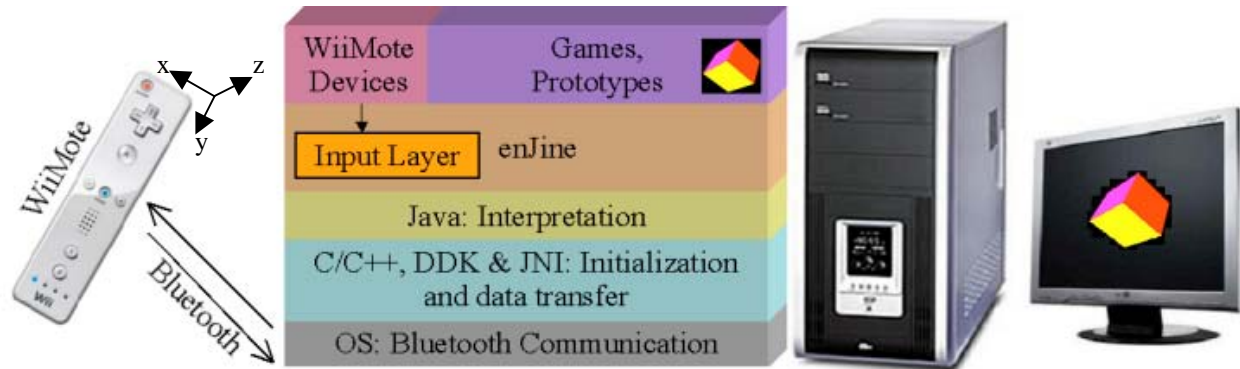 x
z
y
WiiMote
Wii
Bluetooth
WiiMote
Devices
Games,
Prototypes
Input Layer
enJine
Java: Interpretation
C/C++, DDK & JNI: Initialization
and data transfer
OS: Bluetooth Communication